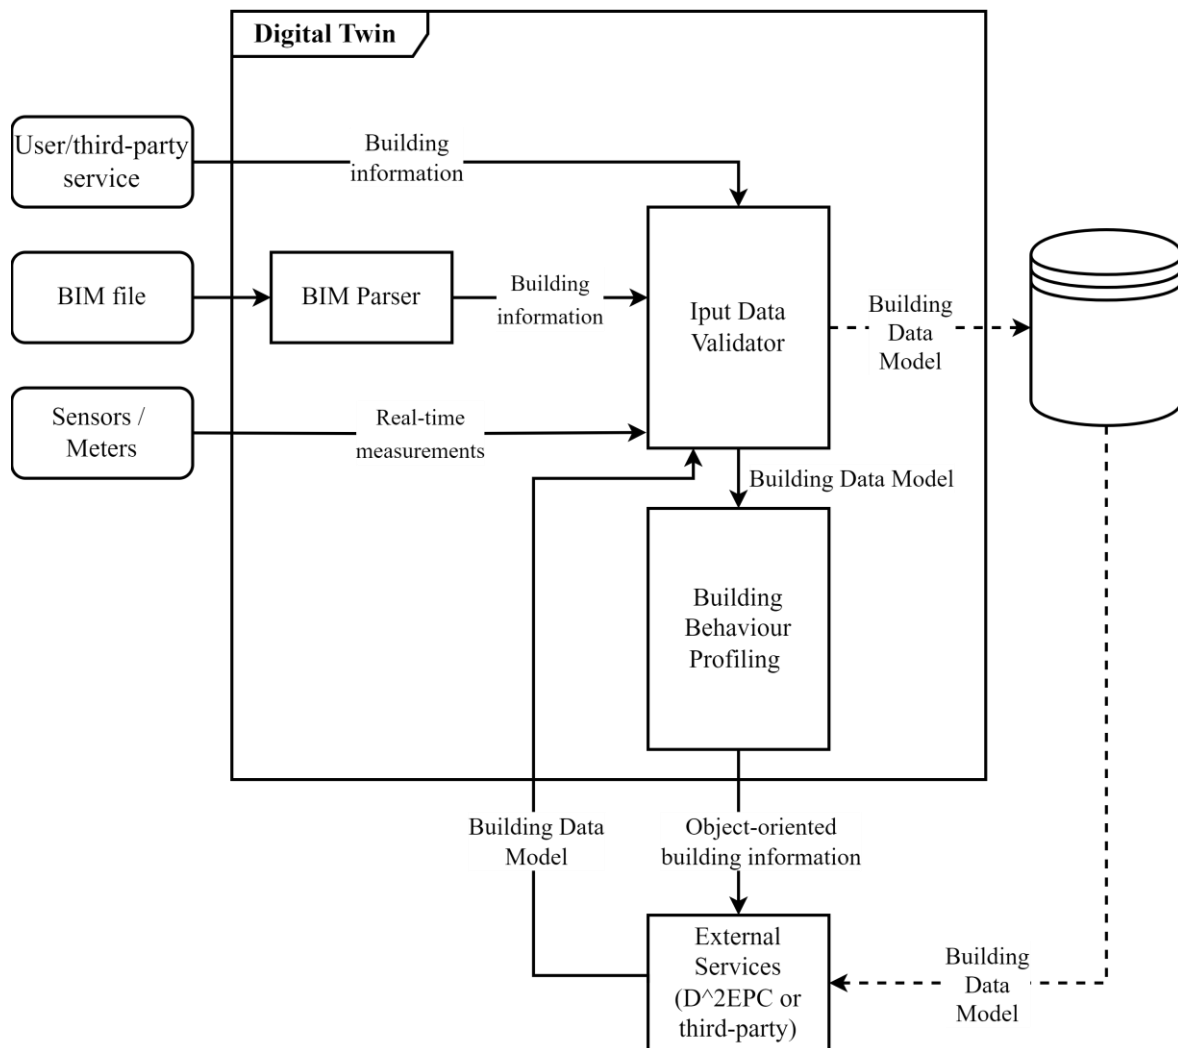 Digital Twin
User/third-party
service
Building
information
BIM file
BIM Parser
Building
information
Iput Data
Validator
Building
Data
Model
Sensors /
Meters
Real-time
measurements
Building Data Model
Building
Behaviour
Profiling
Building Data
Model
Object-oriented
building information
External
Services
(D^2EPC or
third-party)
Building
Data
Model